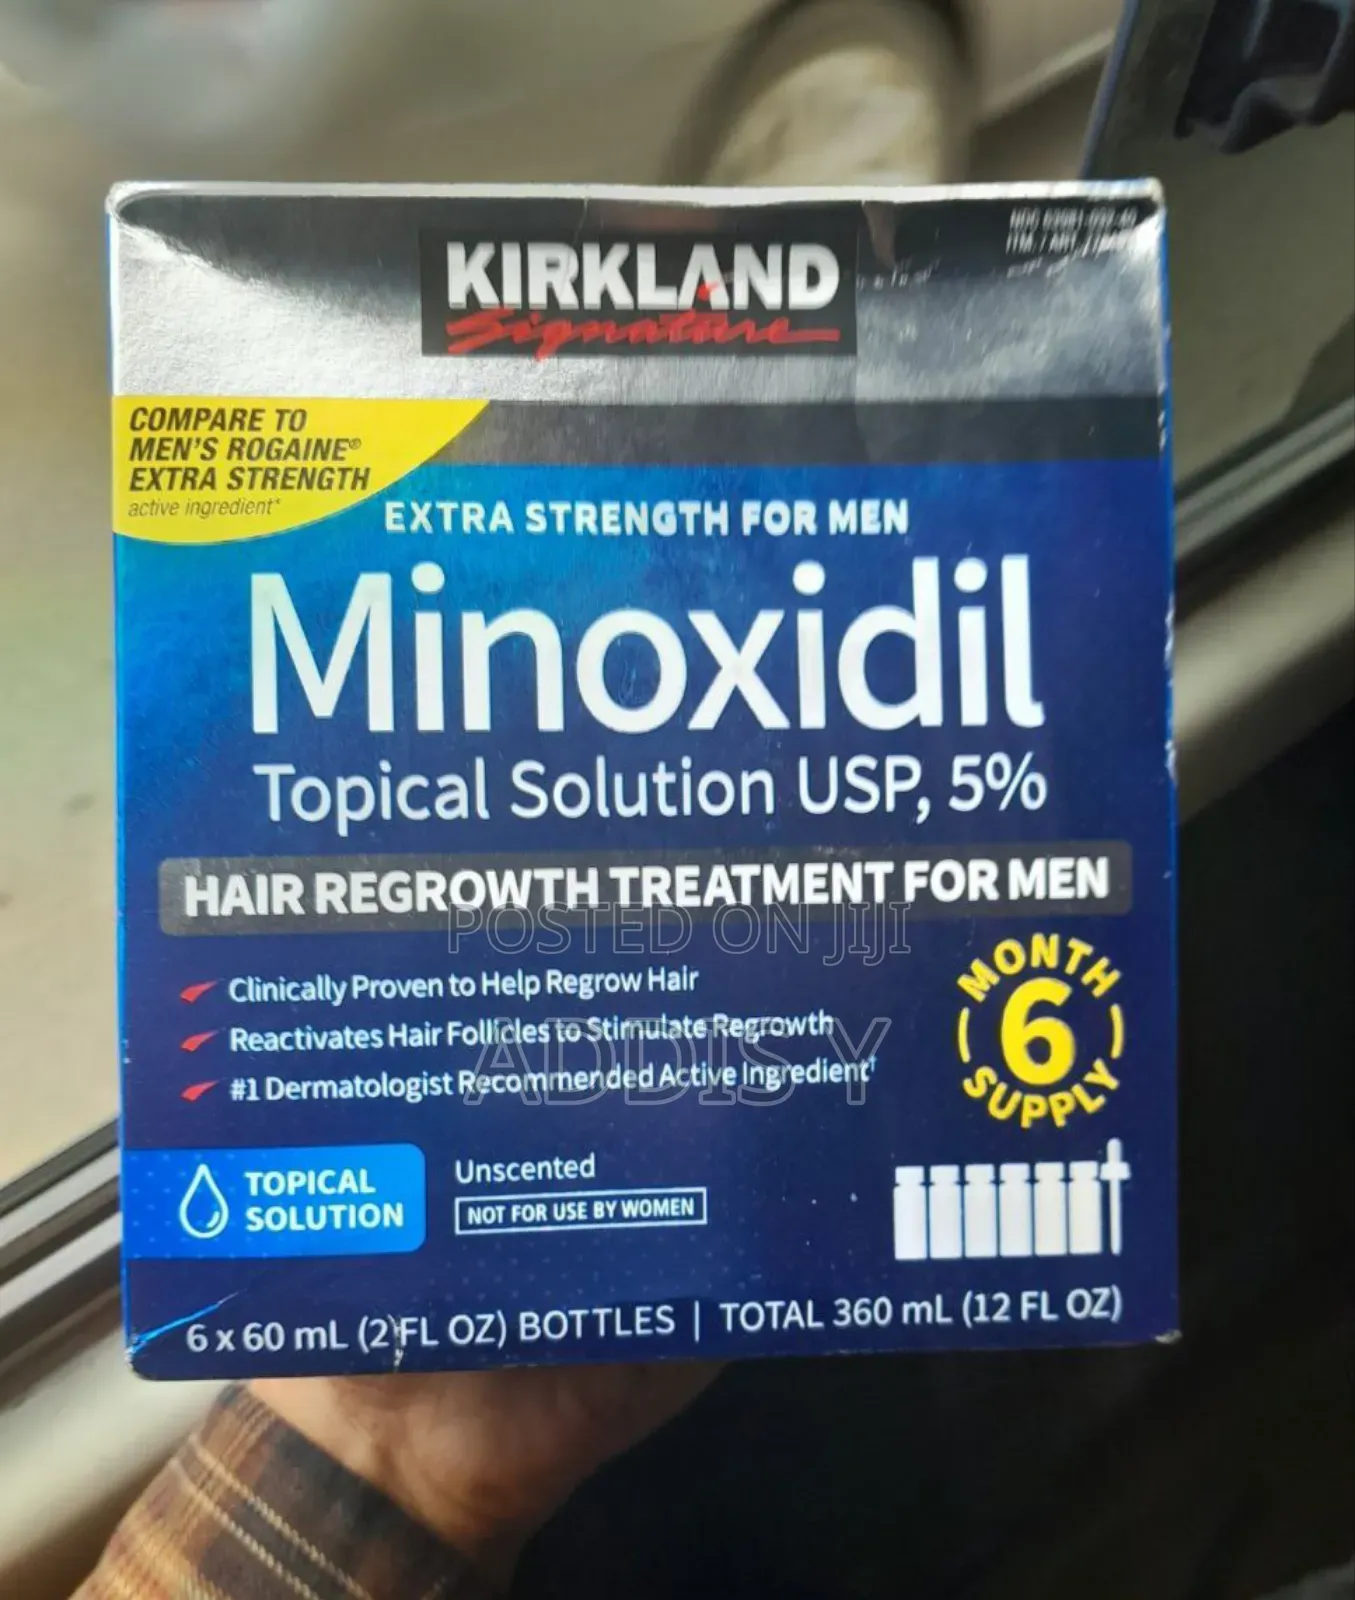 KIRKLAND
Signature
COMPARE TO
MEN'S ROGAINE®
EXTRA STRENGTH
active ingredient*
EXTRA STRENGTH FOR MEN
Minoxidil
Topical Solution USP, 5%
HAIR REGROWTH TREATMENT FOR MEN
POSTED ON JIJI
Clinically Proven to Help Regrow Hair
Reactivates Hair Follicles to Stimulate Regrowth
#1 Dermatologist Recommended Active Ingredient†
ADDIS Y
MONTH
6
SUPPLY
TOPICAL
SOLUTION
Unscented
NOT FOR USE BY WOMEN
6 x 60 mL (2 FL OZ) BOTTLES | TOTAL 360 mL (12 FL OZ)